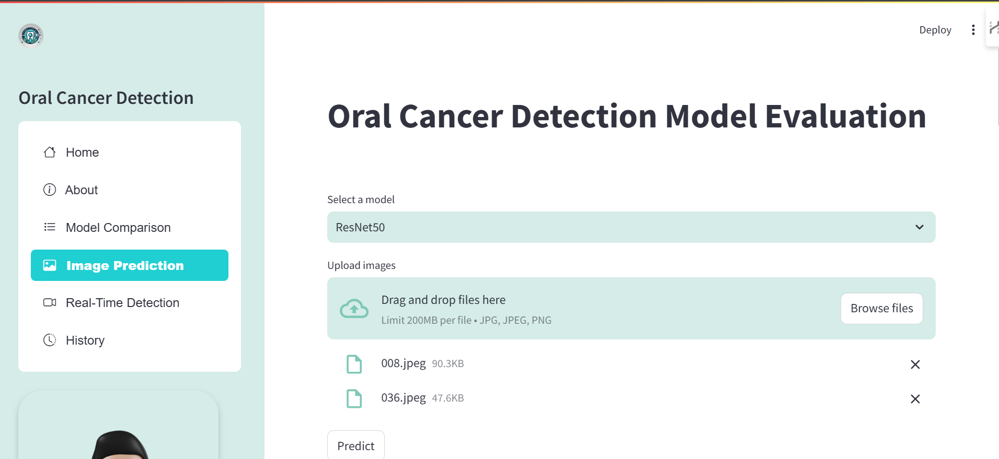 Deploy
Oral Cancer Detection
Home
About
Model Comparison
Image Prediction
Real-Time Detection
History
Oral Cancer Detection Model Evaluation
Select a model
ResNet50
Upload images
Drag and drop files here
Limit 200MB per file • JPG, JPEG, PNG
Browse files
008.jpeg 90.3KB
036.jpeg 47.6KB
Predict